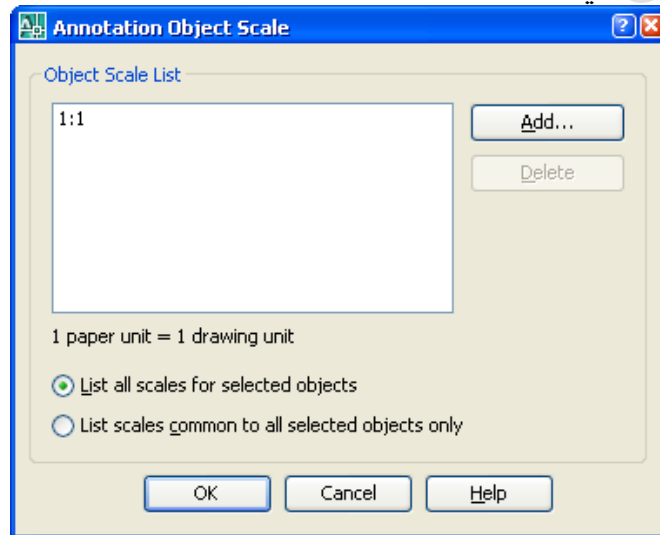 Annotation Object Scale
Object Scale List
1:1
Add...
Delete
1 paper unit = 1 drawing unit
List all scales for selected objects
List scales common to all selected objects only
OK Cancel Help